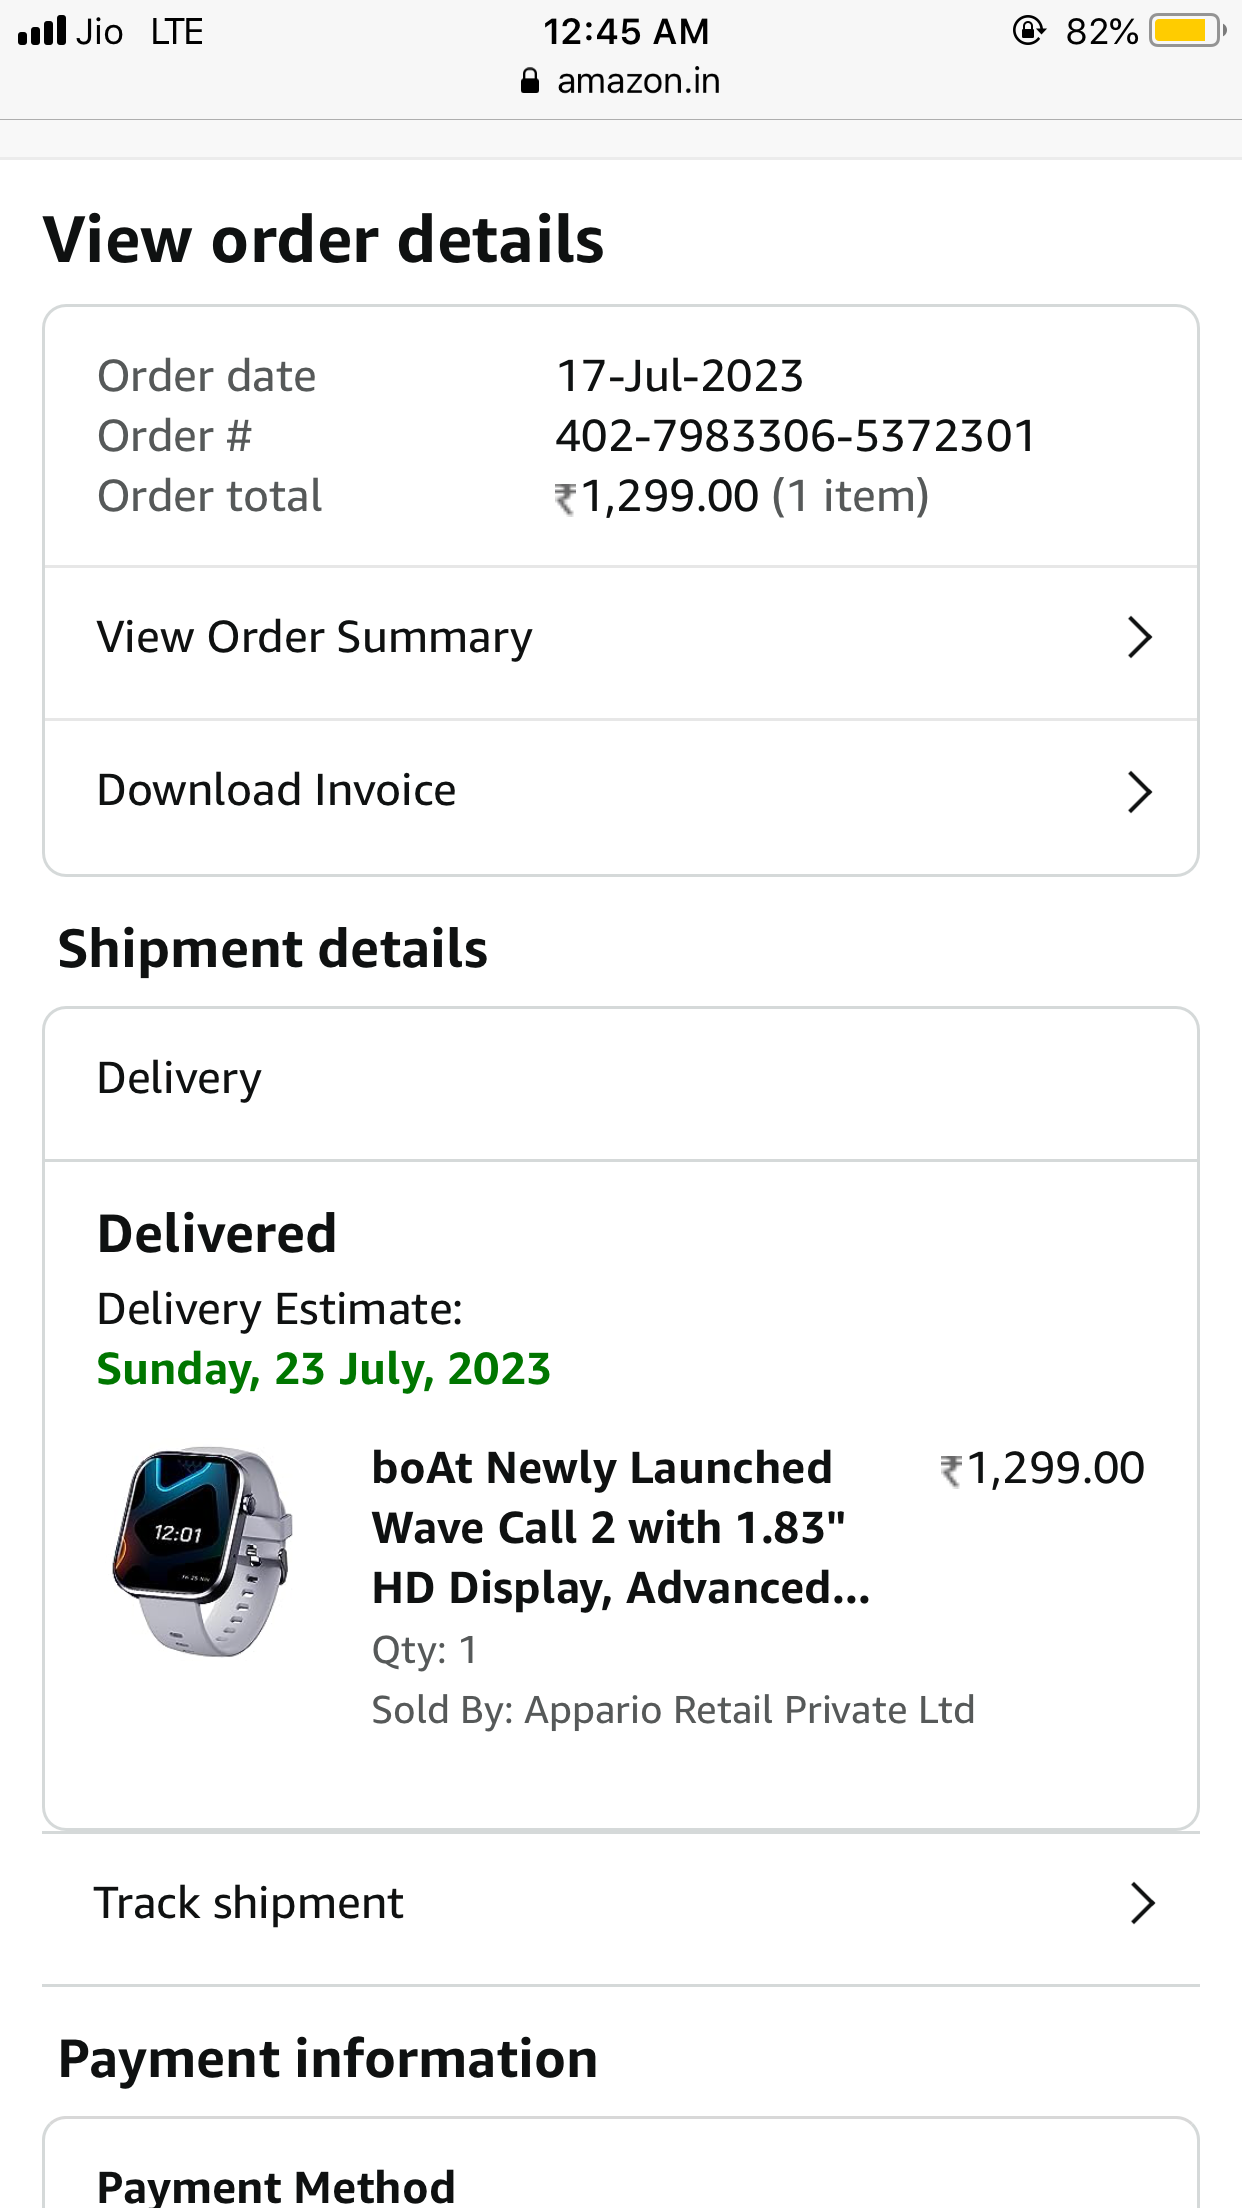 Jio LTE 12:45 AM 82%
amazon.in
View order details
Order date 17-Jul-2023
Order # 402-7983306-5372301
Order total ₹1,299.00 (1 item)
View Order Summary
Download Invoice
Shipment details
Delivery
Delivered
Delivery Estimate:
Sunday, 23 July, 2023
12:01
boAt Newly Launched ₹1,299.00
Wave Call 2 with 1.83"
HD Display, Advanced...
Qty: 1
Sold By: Appario Retail Private Ltd
Track shipment
Payment information
Payment Method